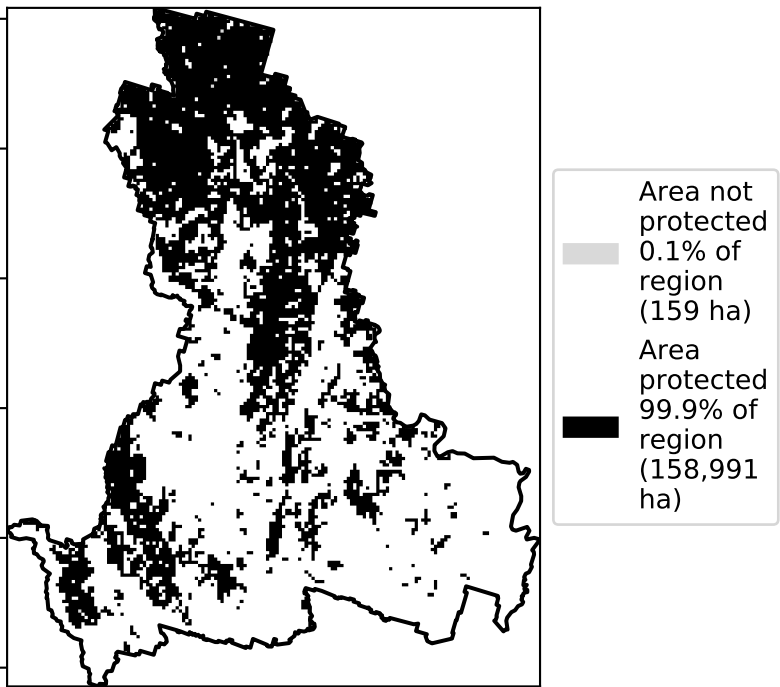 Area not
protected
0.1% of
region
(159 ha)
Area
protected
99.9% of
region
(158,991
ha)